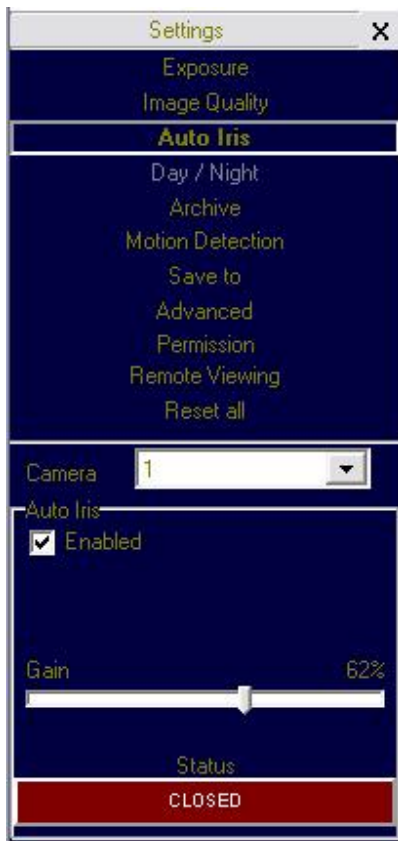 Settings X
Exposure
Image Quality
Auto Iris
Day / Night
Archive
Motion Detection
Save to
Advanced
Permission
Remote Viewing
Reset all
Camera 1
Auto Iris
Enabled
Gain 62%
Status
CLOSED